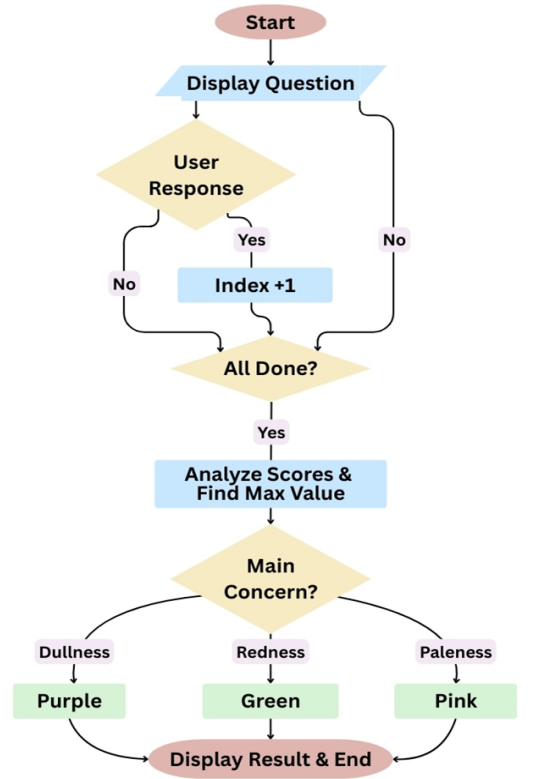 Start
Display Question
User
Response
Yes
No
No
Index +1
All Done?
Yes
Analyze Scores &
Find Max Value
Main
Concern?
Dullness
Redness
Paleness
Purple
Green
Pink
Display Result & End